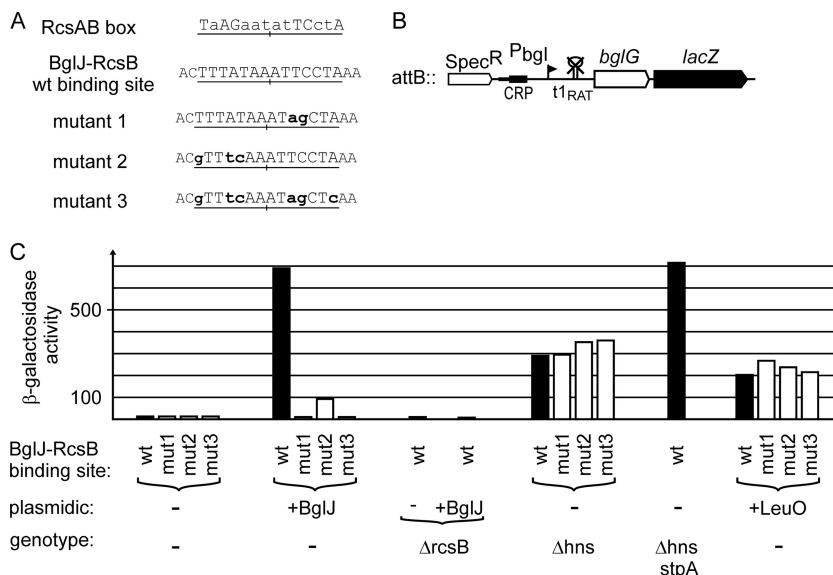 A
RcsAB box TaAGaatatTCctA
BglJ-RcsB
wt binding site ACTTTATAAATTCCTAAA
mutant 1 ACTTTATAAATagCTAAA
mutant 2 ACgTTtcAAATTCCTAAA
mutant 3 ACgTTtcAAATagCTcAA
B
attB:: SpecR Pbgl bglG lacZ
CRP t1RAT
C
β-galactosidase
activity
500
100
BglJ-RcsB
binding site: wt mut1 mut2 mut3 wt mut1 mut2 mut3 wt wt wt mut1 mut2 mut3 wt wt mut1 mut2 mut3
plasmidic: - +BglJ - +BglJ - - +LeuO
genotype: - - ΔrcsB Δhns Δhns -
stpA